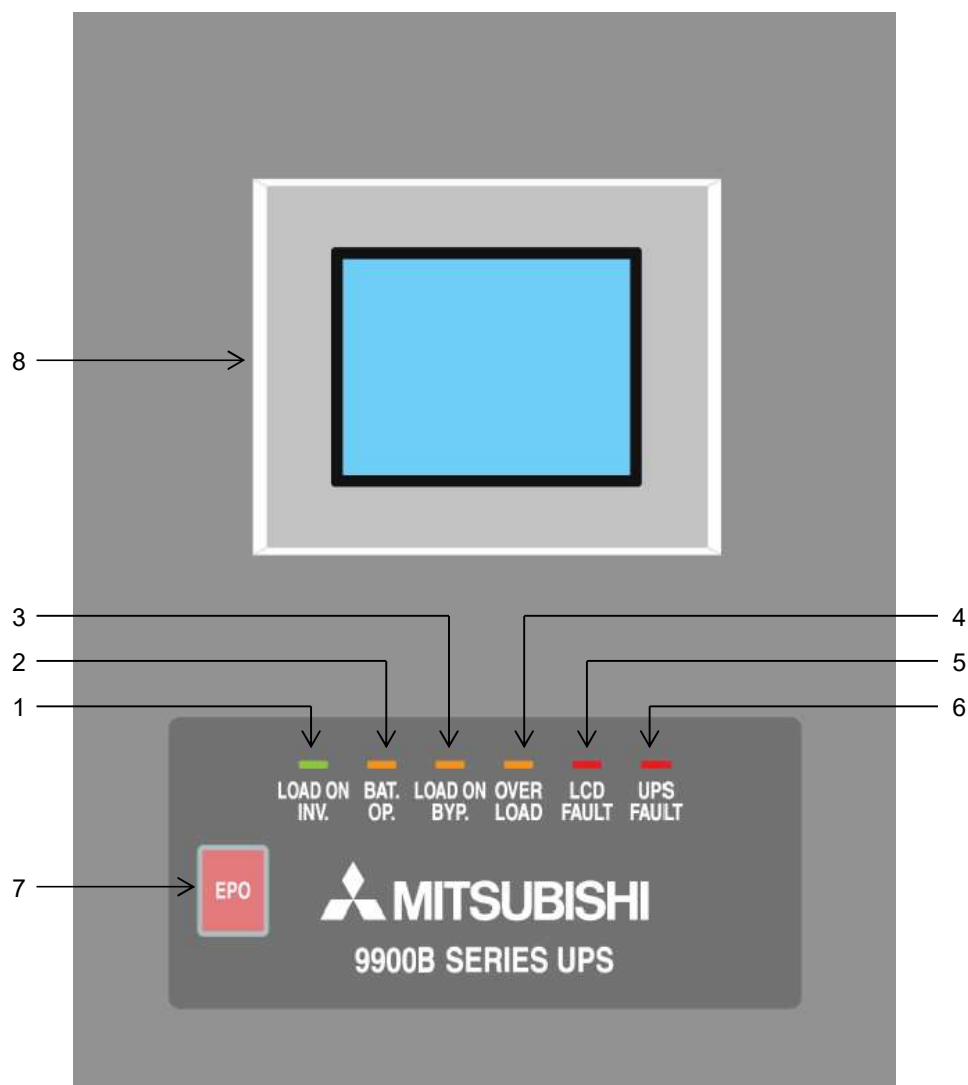 8
3
4
2
5
1
6
LOAD ON INV.
BAT. OP.
LOAD ON BYP.
OVER LOAD
LCD FAULT
UPS FAULT
7
EPO
MITSUBISHI
9900B SERIES UPS